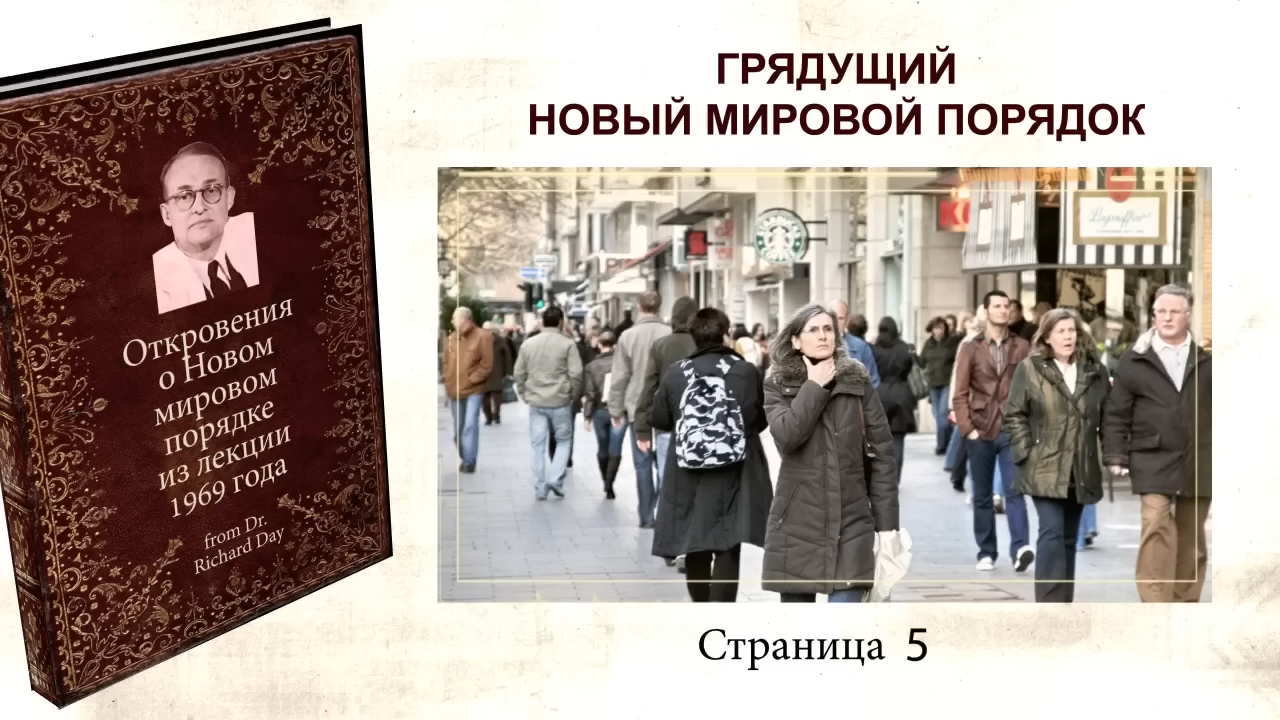 ГРЯДУЩИЙ
НОВЫЙ МИРОВОЙ ПОРЯДОК
Откровения
о Новом
мировом
порядке
из лекции
1969 года
from Dr.
Richard Day
Страница 5